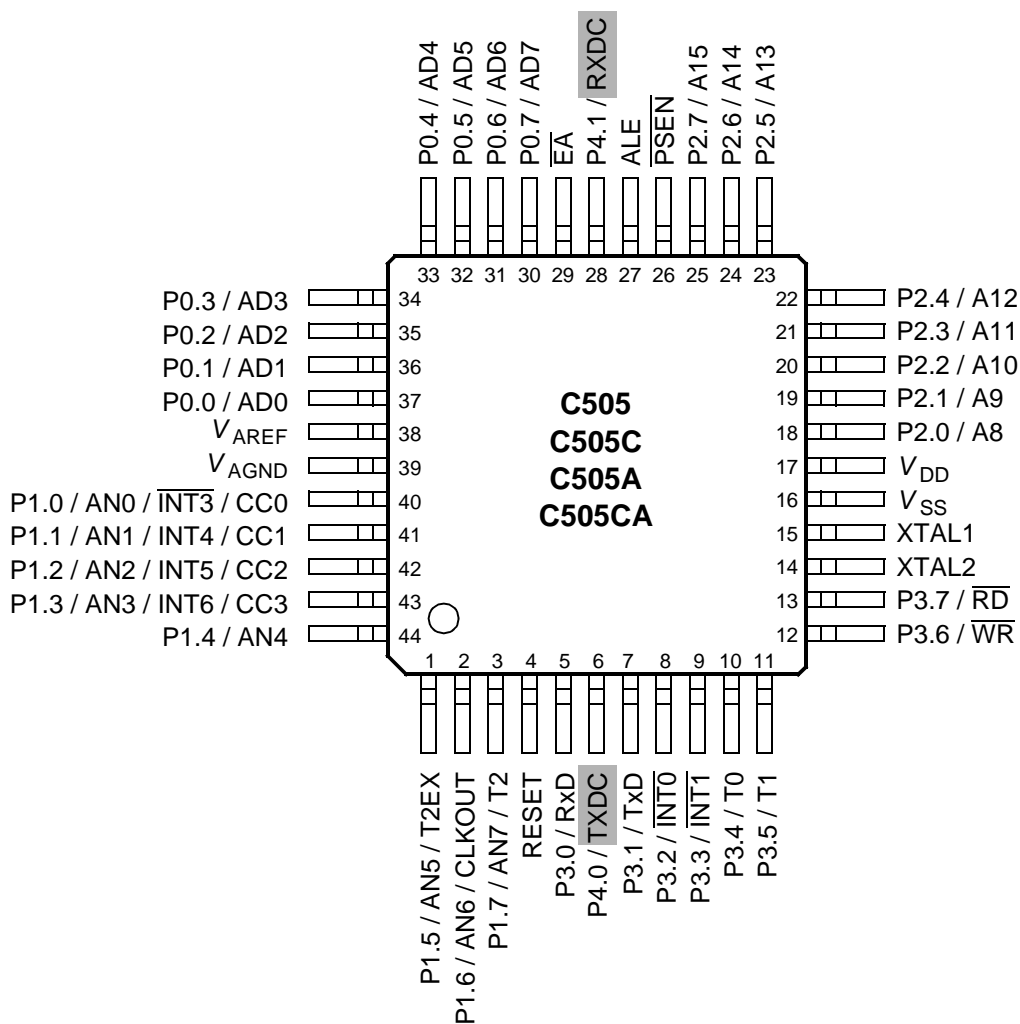 P0.4 / AD4
P0.5 / AD5
P0.6 / AD6
P0.7 / AD7
E̅A̅
P4.1 / RXDC
ALE
P̅S̅E̅N̅
P2.7 / A15
P2.6 / A14
P2.5 / A13
33 32 31 30 29 28 27 26 25 24 23
P0.3 / AD3 34
P0.2 / AD2 35
P0.1 / AD1 36
P0.0 / AD0 37
VAREF 38
VAGND 39
P1.0 / AN0 / I̅N̅T̅3̅ / CC0 40
P1.1 / AN1 / INT4 / CC1 41
P1.2 / AN2 / INT5 / CC2 42
P1.3 / AN3 / INT6 / CC3 43
P1.4 / AN4 44
C505
C505C
C505A
C505CA
22 P2.4 / A12
21 P2.3 / A11
20 P2.2 / A10
19 P2.1 / A9
18 P2.0 / A8
17 VDD
16 VSS
15 XTAL1
14 XTAL2
13 P3.7 / R̅D̅
12 P3.6 / W̅R̅
1 2 3 4 5 6 7 8 9 10 11
P1.5 / AN5 / T2EX
P1.6 / AN6 / CLKOUT
P1.7 / AN7 / T2
RESET
P3.0 / RxD
P4.0 / TXDC
P3.1 / TxD
P3.2 / I̅N̅T̅0̅
P3.3 / I̅N̅T̅1̅
P3.4 / T0
P3.5 / T1